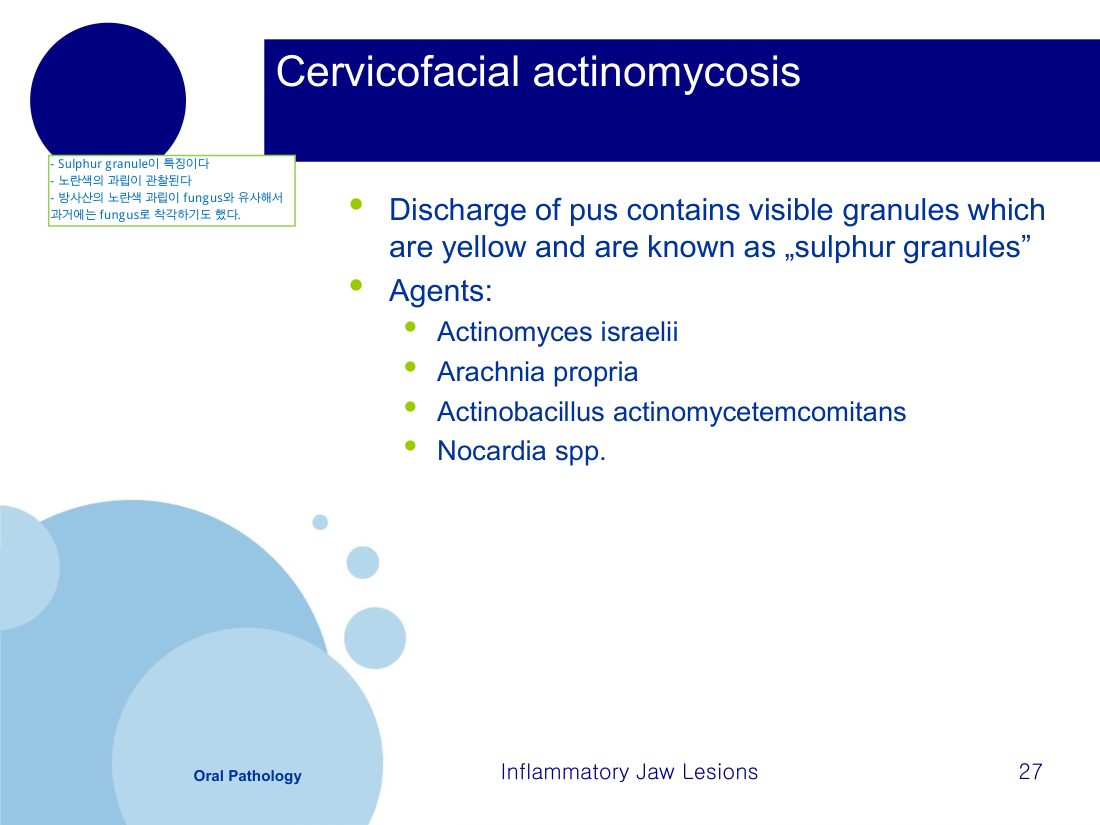 Cervicofacial actinomycosis
- Sulphur granule이 특징이다
- 노란색의 과립이 관찰된다
- 방사산의 노란색 과립이 fungus와 유사해서
과거에는 fungus로 착각하기도 했다.
• Discharge of pus contains visible granules which
are yellow and are known as „sulphur granules”
• Agents:
• Actinomyces israelii
• Arachnia propria
• Actinobacillus actinomycetemcomitans
• Nocardia spp.
Oral Pathology
Inflammatory Jaw Lesions
27